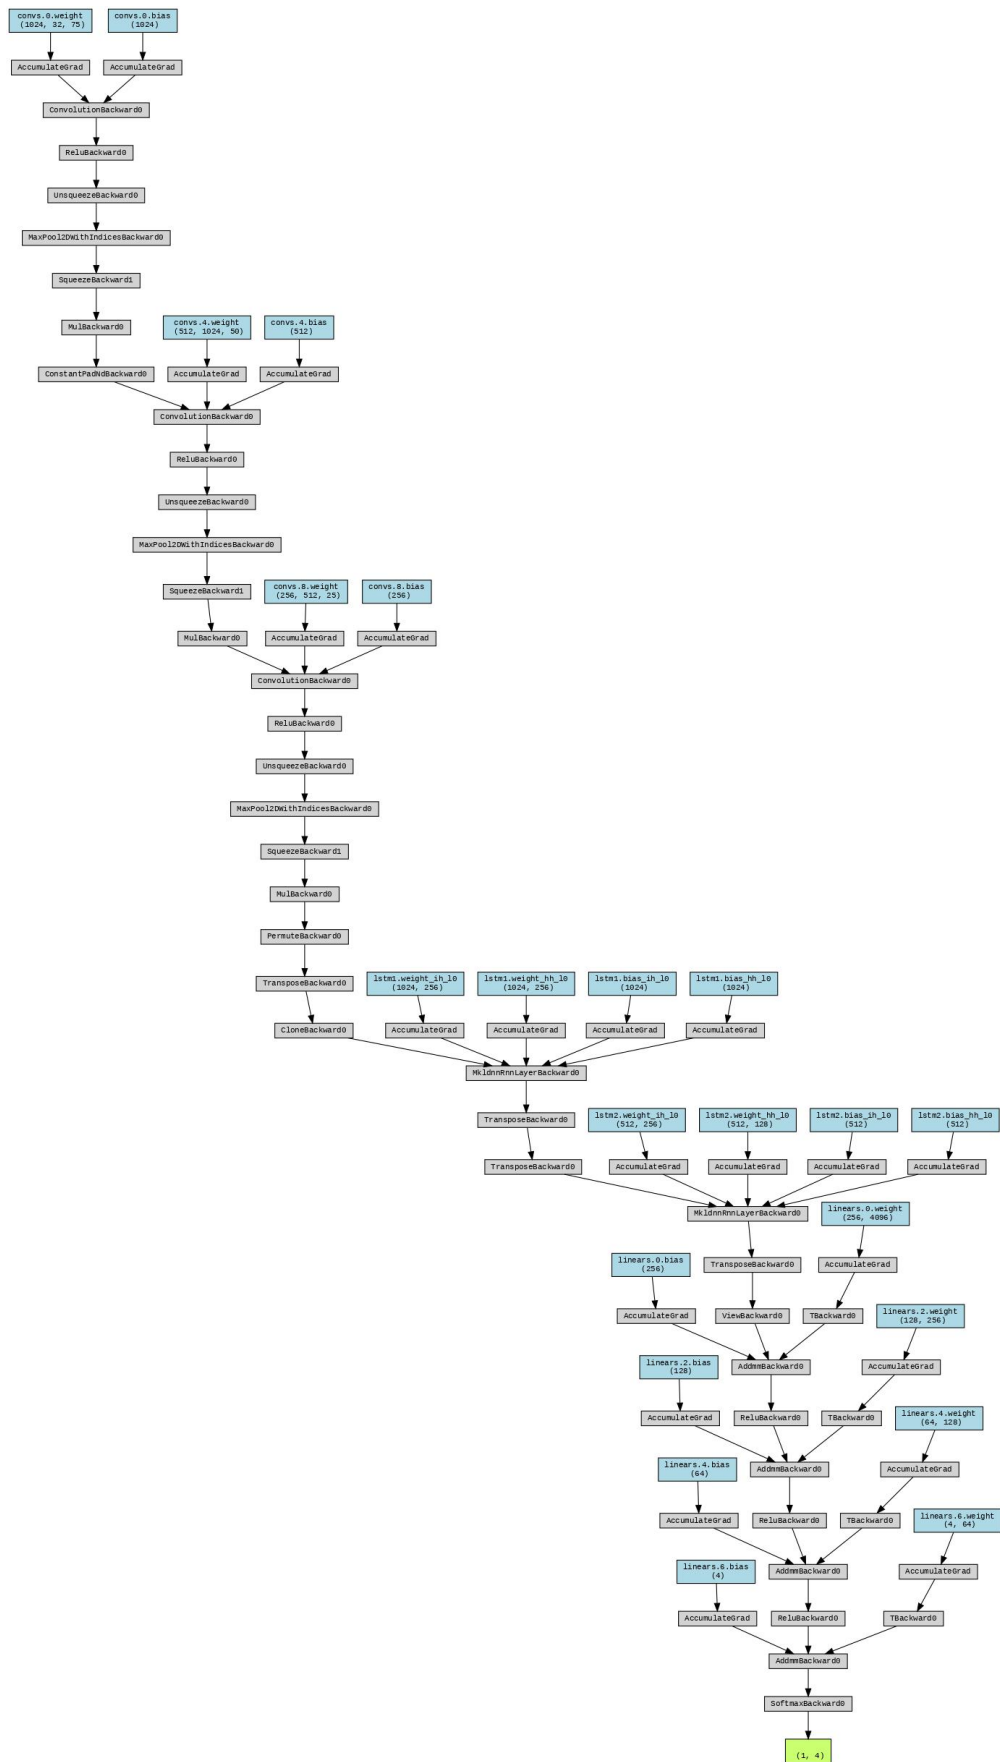 convs.0.weight
(1024, 32, 75)
convs.0.bias
(1024)
AccumulateGrad
AccumulateGrad
ConvolutionBackward0
ReluBackward0
UnsqueezeBackward0
MaxPool2DWithIndicesBackward0
SqueezeBackward1
MulBackward0
convs.4.weight
(512, 1024, 50)
convs.4.bias
(512)
ConstantPadNdBackward0
AccumulateGrad
AccumulateGrad
ConvolutionBackward0
ReluBackward0
UnsqueezeBackward0
MaxPool2DWithIndicesBackward0
SqueezeBackward1
convs.8.weight
(256, 512, 25)
convs.8.bias
(256)
MulBackward0
AccumulateGrad
AccumulateGrad
ConvolutionBackward0
ReluBackward0
UnsqueezeBackward0
MaxPool2DWithIndicesBackward0
SqueezeBackward1
MulBackward0
PermuteBackward0
TransposeBackward0
lstm1.weight_ih_l0
(1024, 256)
lstm1.weight_hh_l0
(1024, 256)
lstm1.bias_ih_l0
(1024)
lstm1.bias_hh_l0
(1024)
CloneBackward0
AccumulateGrad
AccumulateGrad
AccumulateGrad
AccumulateGrad
MkldnnRnnLayerBackward0
TransposeBackward0
lstm2.weight_ih_l0
(512, 256)
lstm2.weight_hh_l0
(512, 128)
lstm2.bias_ih_l0
(512)
lstm2.bias_hh_l0
(512)
TransposeBackward0
AccumulateGrad
AccumulateGrad
AccumulateGrad
AccumulateGrad
MkldnnRnnLayerBackward0
linears.0.weight
(256, 4096)
linears.0.bias
(256)
TransposeBackward0
AccumulateGrad
AccumulateGrad
ViewBackward0
TBackward0
linears.2.weight
(128, 256)
linears.2.bias
(128)
AddmmBackward0
AccumulateGrad
AccumulateGrad
ReluBackward0
TBackward0
linears.4.weight
(64, 128)
linears.4.bias
(64)
AddmmBackward0
AccumulateGrad
AccumulateGrad
ReluBackward0
TBackward0
linears.6.weight
(4, 64)
linears.6.bias
(4)
AddmmBackward0
AccumulateGrad
AccumulateGrad
ReluBackward0
TBackward0
AddmmBackward0
SoftmaxBackward0
(1, 4)